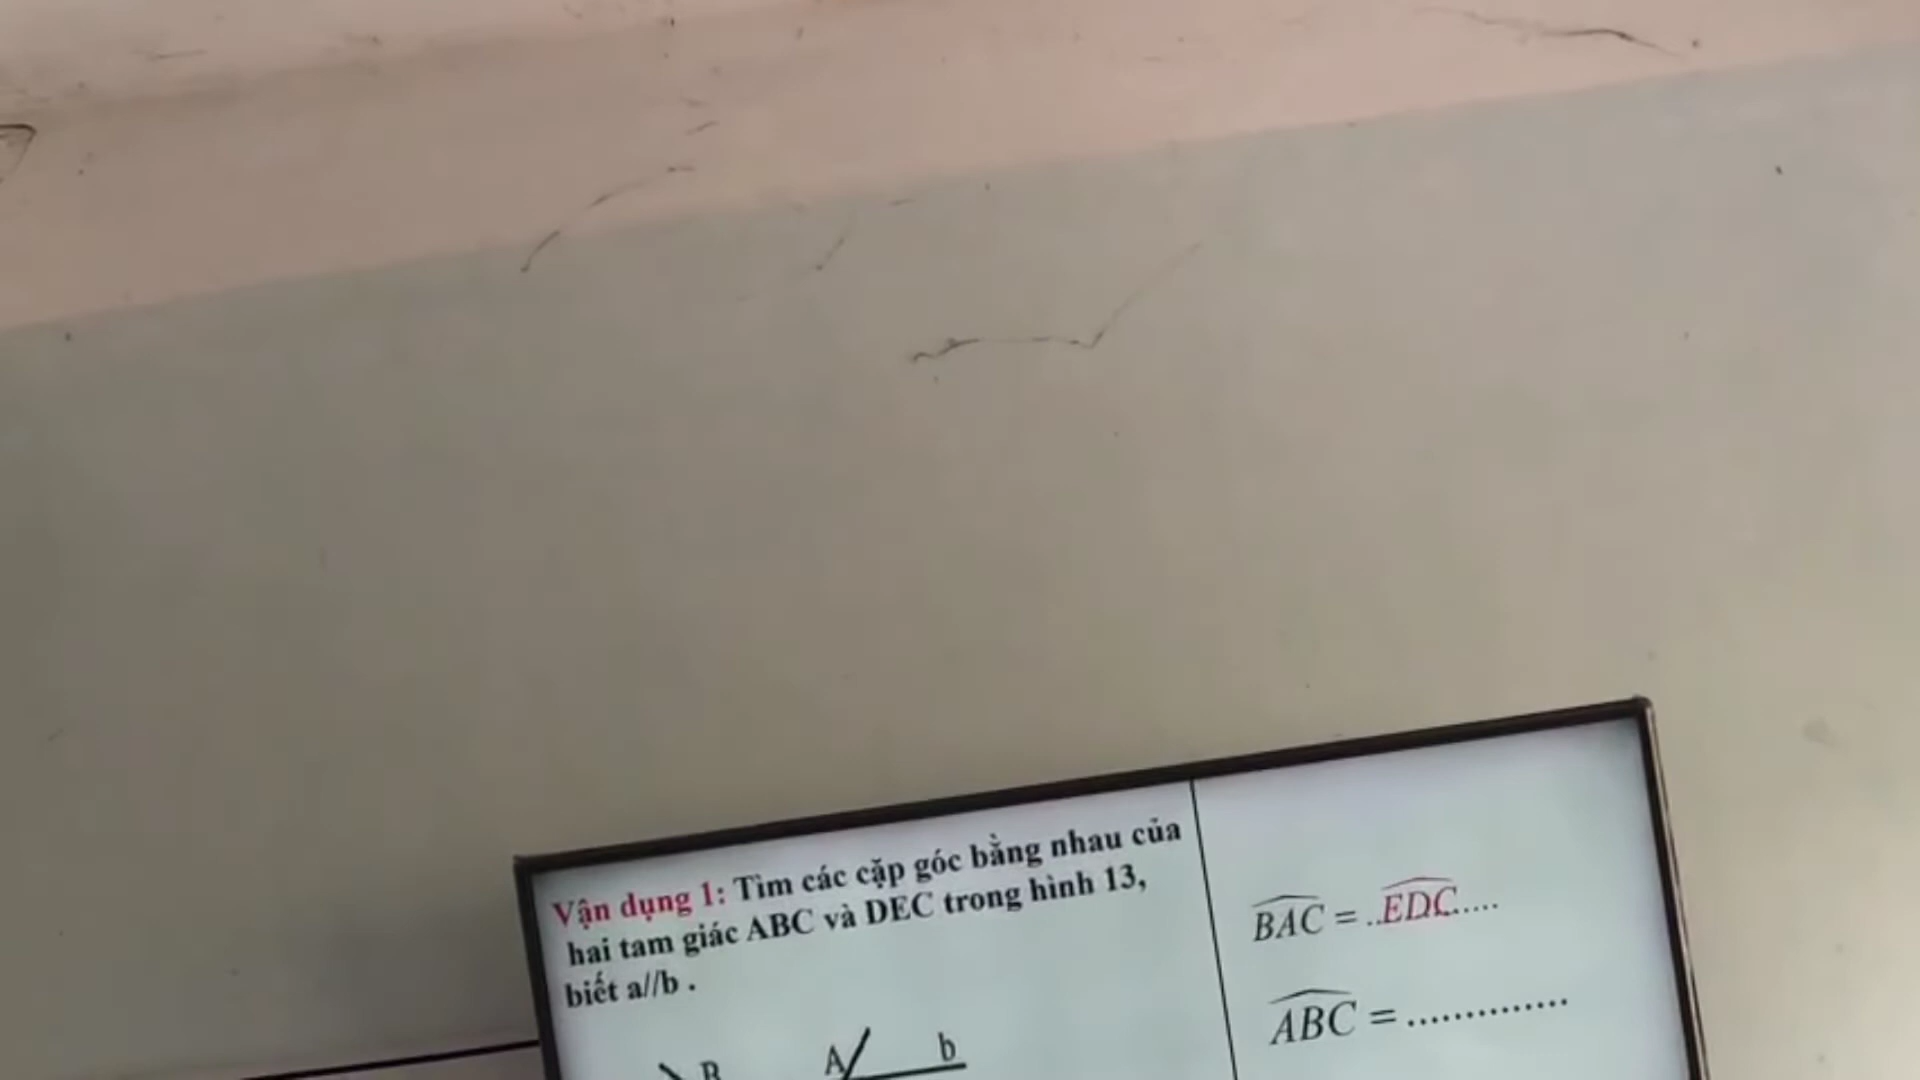 Vận dụng 1: Tìm các cặp góc bằng nhau của
hai tam giác ABC và DEC trong hình 13,
biết a//b .
B A b
BAC = ..EDC.....
ABC = ..............